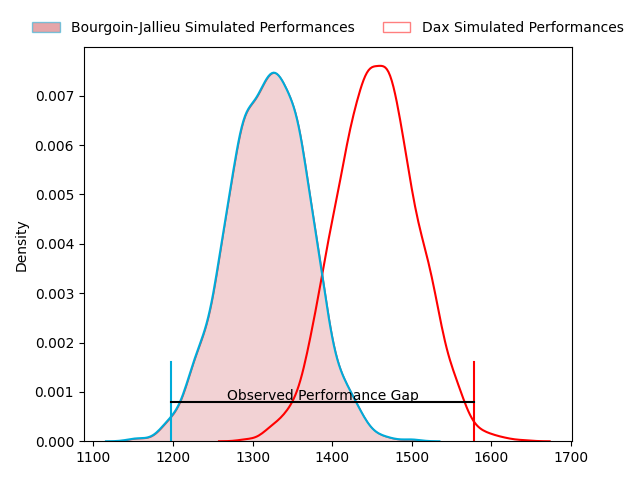 Bourgoin-Jallieu Simulated Performances
Dax Simulated Performances
Density
0.007
0.006
0.005
0.004
0.003
0.002
0.001
0.000
Observed Performance Gap
1100 1200 1300 1400 1500 1600 1700